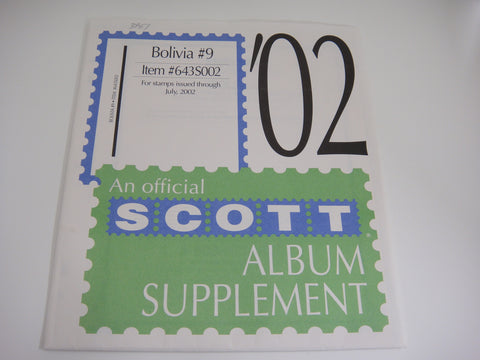 Bolivia #9
Item #643S002
For stamps issued through
July, 2002
'02
An official
SCOTT
ALBUM
SUPPLEMENT